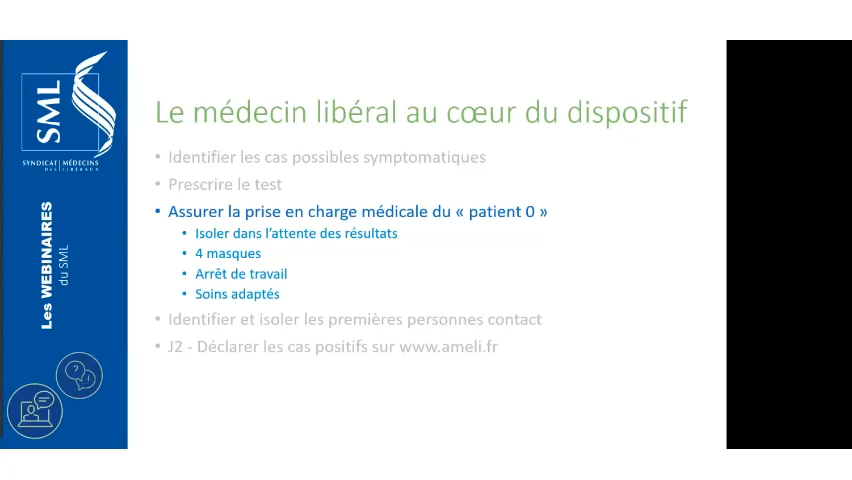 SML
SYNDICAT MÉDECINS
DES LIBÉRAUX
Les WEBINAIRES
du SML
Le médecin libéral au cœur du dispositif
• Identifier les cas possibles symptomatiques
• Prescrire le test
• Assurer la prise en charge médicale du « patient 0 »
• Isoler dans l'attente des résultats
• 4 masques
• Arrêt de travail
• Soins adaptés
• Identifier et isoler les premières personnes contact
• J2 - Déclarer les cas positifs sur www.ameli.fr